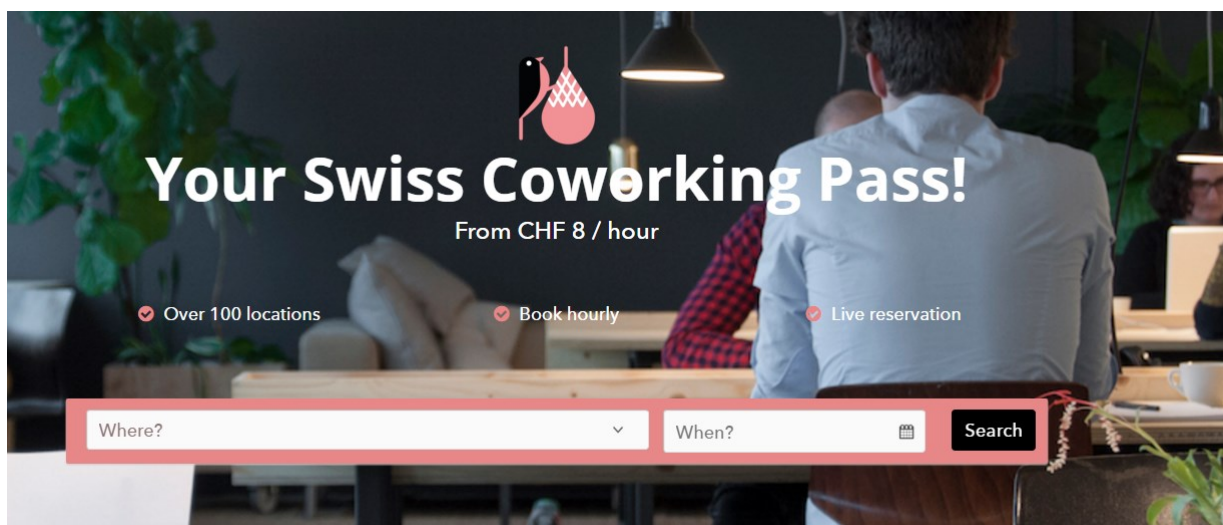 Your Swiss Coworking Pass!
From CHF 8 / hour
Over 100 locations Book hourly Live reservation
Where? When? Search